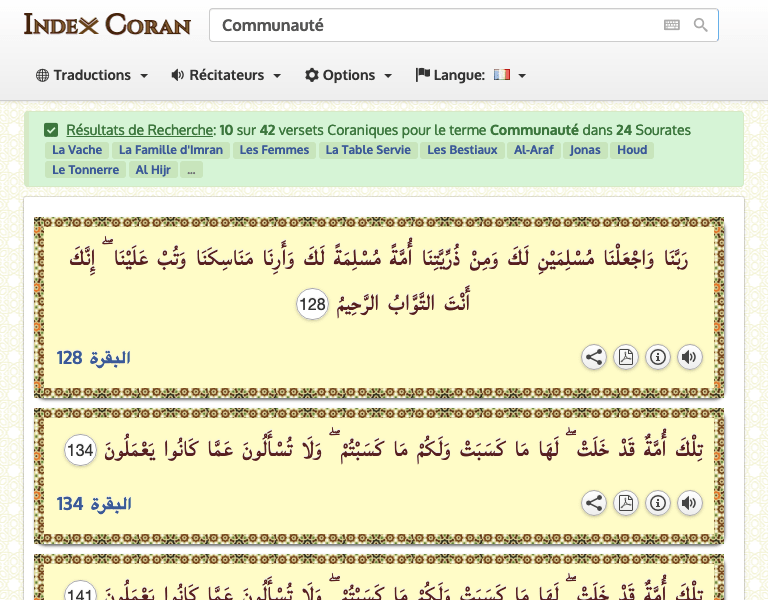 INDEX CORAN
Communauté
Traductions
Récitateurs
Options
Langue:
Résultats de Recherche: 10 sur 42 versets Coraniques pour le terme Communauté dans 24 Sourates
La Vache La Famille d'Imran Les Femmes La Table Servie Les Bestiaux Al-Araf Jonas Houd
Le Tonnerre Al Hijr ...
رَبَّنَا وَاجْعَلْنَا مُسْلِمَيْنِ لَكَ وَمِنْ ذُرِّيَّتِنَا أُمَّةً مُسْلِمَةً لَكَ وَأَرِنَا مَنَاسِكَنَا وَتُبْ عَلَيْنَا ۖ إِنَّكَ
أَنْتَ التَّوَّابُ الرَّحِيمُ 128
البقرة 128
تِلْكَ أُمَّةٌ قَدْ خَلَتْ ۖ لَهَا مَا كَسَبَتْ وَلَكُمْ مَا كَسَبْتُمْ ۖ وَلَا تُسْأَلُونَ عَمَّا كَانُوا يَعْمَلُونَ 134
البقرة 134
تِلْكَ أُمَّةٌ قَدْ خَلَتْ ۖ لَهَا مَا كَسَبَتْ وَلَكُمْ مَا كَسَبْتُمْ ۖ وَلَا تُسْأَلُونَ عَمَّا كَانُوا يَعْمَلُونَ 141